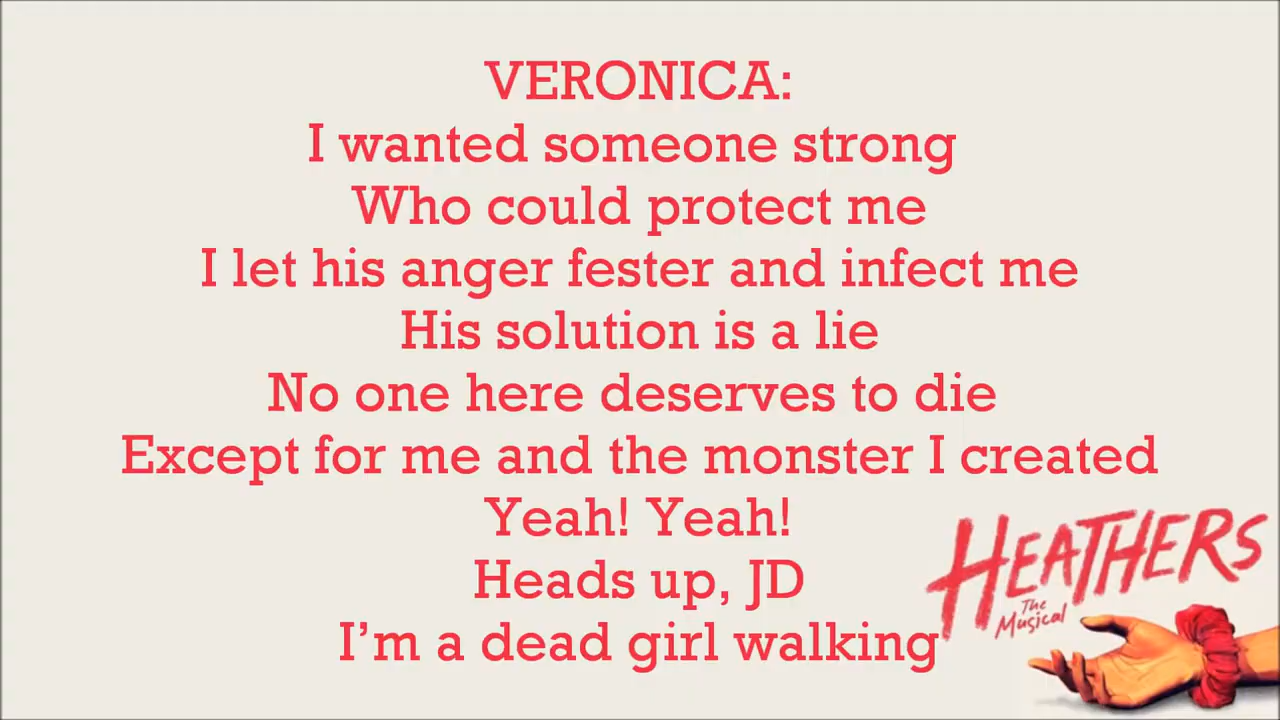 VERONICA:
I wanted someone strong
Who could protect me
I let his anger fester and infect me
His solution is a lie
No one here deserves to die
Except for me and the monster I created
Yeah! Yeah!
Heads up, JD
I’m a dead girl walking
HEATHERS
The
Musical